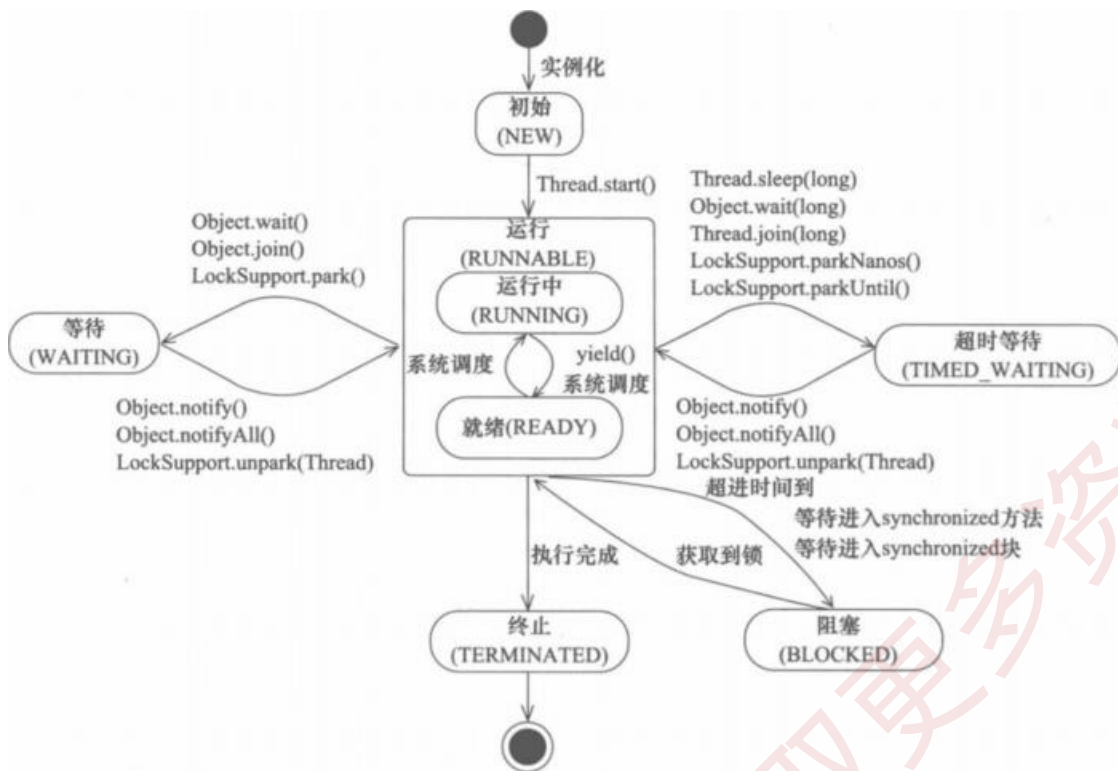 实例化
初始
(NEW)
Thread.start()
Object.wait()
Object.join()
LockSupport.park()
Thread.sleep(long)
Object.wait(long)
Thread.join(long)
LockSupport.parkNanos()
LockSupport.parkUntil()
运行
(RUNNABLE)
运行中
(RUNNING)
等待
(WAITING)
超时等待
(TIMED_WAITING)
系统调度
yield()
系统调度
就绪(READY)
Object.notify()
Object.notifyAll()
LockSupport.unpark(Thread)
Object.notify()
Object.notifyAll()
LockSupport.unpark(Thread)
超进时间到
等待进入synchronized方法
等待进入synchronized块
执行完成
获取到锁
终止
(TERMINATED)
阻塞
(BLOCKED)
取更多资